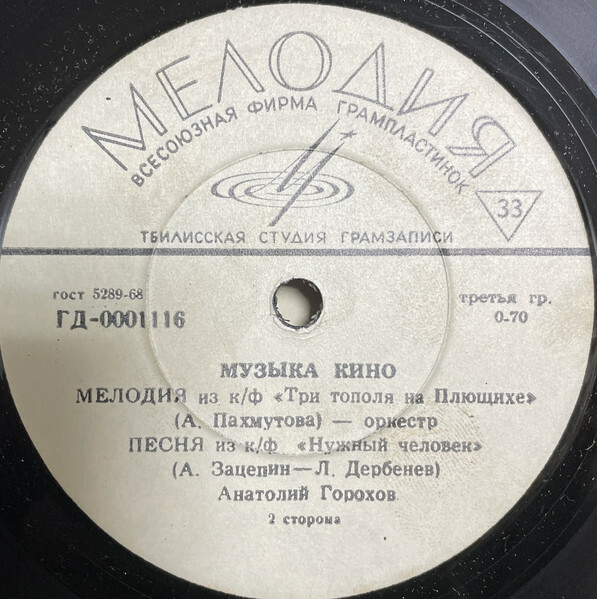 МЕЛОДИЯ
ВСЕСОЮЗНАЯ ФИРМА ГРАМПЛАСТИНОК
33
ТБИЛИССКАЯ СТУДИЯ ГРАМЗАПИСИ
гост 5289-68
третья гр.
ГД-0001116
0-70
МУЗЫКА КИНО
МЕЛОДИЯ из к/ф «Три тополя на Плющихе»
(А. Пахмутова) — оркестр
ПЕСНЯ из к/ф «Нужный человек»
(А. Зацепин—Л. Дербенев)
Анатолий Горохов
2 сторона